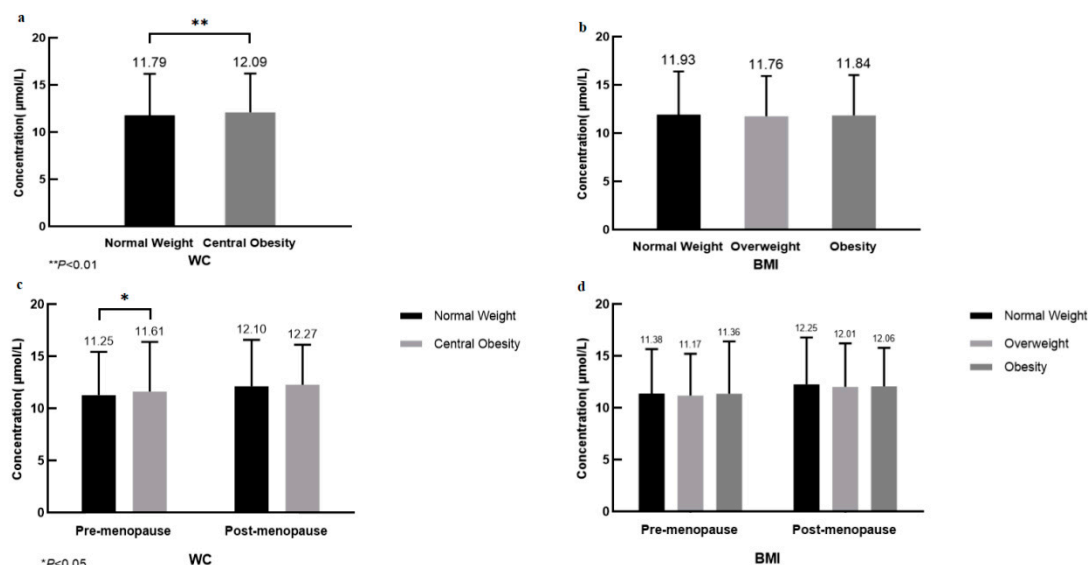 a
**
20
15
10
5
0
Concentration( µmol/L)
11.79
12.09
Normal Weight Central Obesity
WC
**P<0.01
b
20
15
10
5
0
Concentration( µmol/L)
11.93
11.76
11.84
Normal Weight Overweight Obesity
BMI
c
*
20
15
10
5
0
Concentration( µmol/L)
11.25
11.61
12.10
12.27
Pre-menopause Post-menopause
WC
*P<0.05
Normal Weight
Central Obesity
d
20
15
10
5
0
Concentration( µmol/L)
11.38
11.17
11.36
12.25
12.01
12.06
Pre-menopause Post-menopause
BMI
Normal Weight
Overweight
Obesity